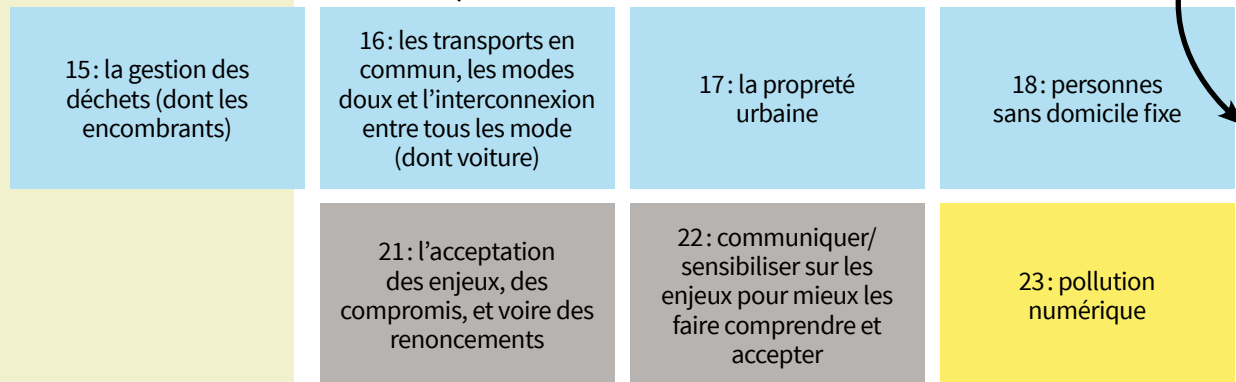 15 : la gestion des
déchets (dont les
encombrants)
16 : les transports en
commun, les modes
doux et l’interconnexion
entre tous les mode
(dont voiture)
17 : la propreté
urbaine
18 : personnes
sans domicile fixe
21 : l’acceptation
des enjeux, des
compromis, et voire des
renoncements
22 : communiquer/
sensibiliser sur les
enjeux pour mieux les
faire comprendre et
accepter
23 : pollution
numérique